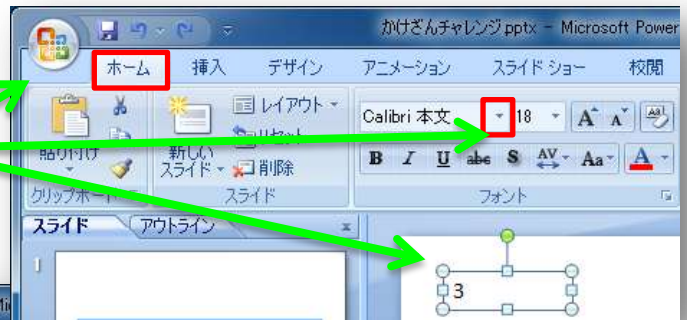 かけざんチャレンジ.pptx - Microsoft Power
ホーム 挿入 デザイン アニメーション スライド ショー 校閲
レイアウト
Calibri 本文 18 A A
リセット
貼り付け 新しいスライド 削除
B I U abe S AV Aa A
クリップボード スライド フォント
スライド アウトライン
1
3